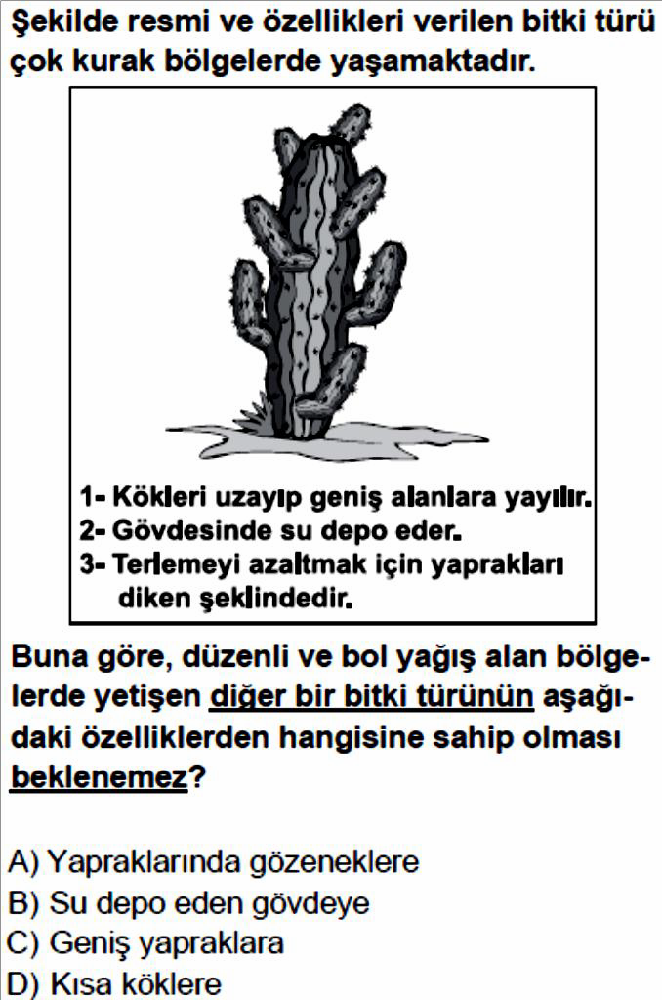 Şekilde resmi ve özellikleri verilen bitki türü
çok kurak bölgelerde yaşamaktadır.
1- Kökleri uzayıp geniş alanlara yayılır.
2- Gövdesinde su depo eder.
3- Terlemeyi azaltmak için yaprakları
diken şeklindedir.
Buna göre, düzenli ve bol yağış alan bölge-
lerde yetişen diğer bir bitki türünün aşağı-
daki özelliklerden hangisine sahip olması
beklenemez?
A) Yapraklarında gözeneklere
B) Su depo eden gövdeye
C) Geniş yapraklara
D) Kısa köklere